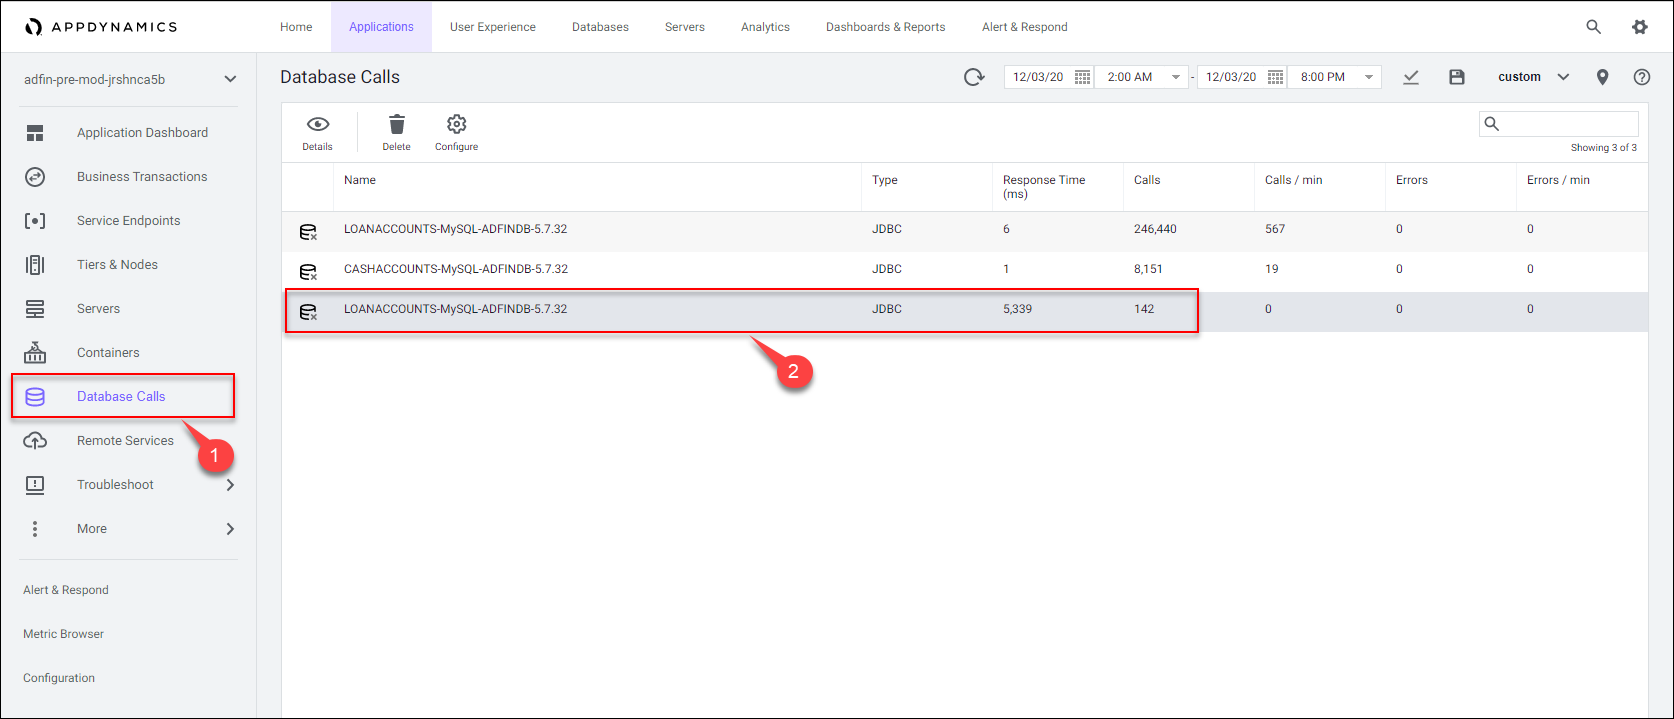 APPDYNAMICS
Home Applications User Experience Databases Servers Analytics Dashboards & Reports Alert & Respond
adfin-pre-mod-jrshnca5b
Application Dashboard
Business Transactions
Service Endpoints
Tiers & Nodes
Servers
Containers
Database Calls
1
Remote Services
Troubleshoot
More
Alert & Respond
Metric Browser
Configuration
Database Calls
12/03/20 2:00 AM - 12/03/20 8:00 PM custom
Details Delete Configure
Showing 3 of 3
Name Type Response Time (ms) Calls Calls / min Errors Errors / min
LOANACCOUNTS-MySQL-ADFINDB-5.7.32 JDBC 6 246,440 567 0 0
CASHACCOUNTS-MySQL-ADFINDB-5.7.32 JDBC 1 8,151 19 0 0
LOANACCOUNTS-MySQL-ADFINDB-5.7.32 JDBC 5,339 142 0 0 0
2